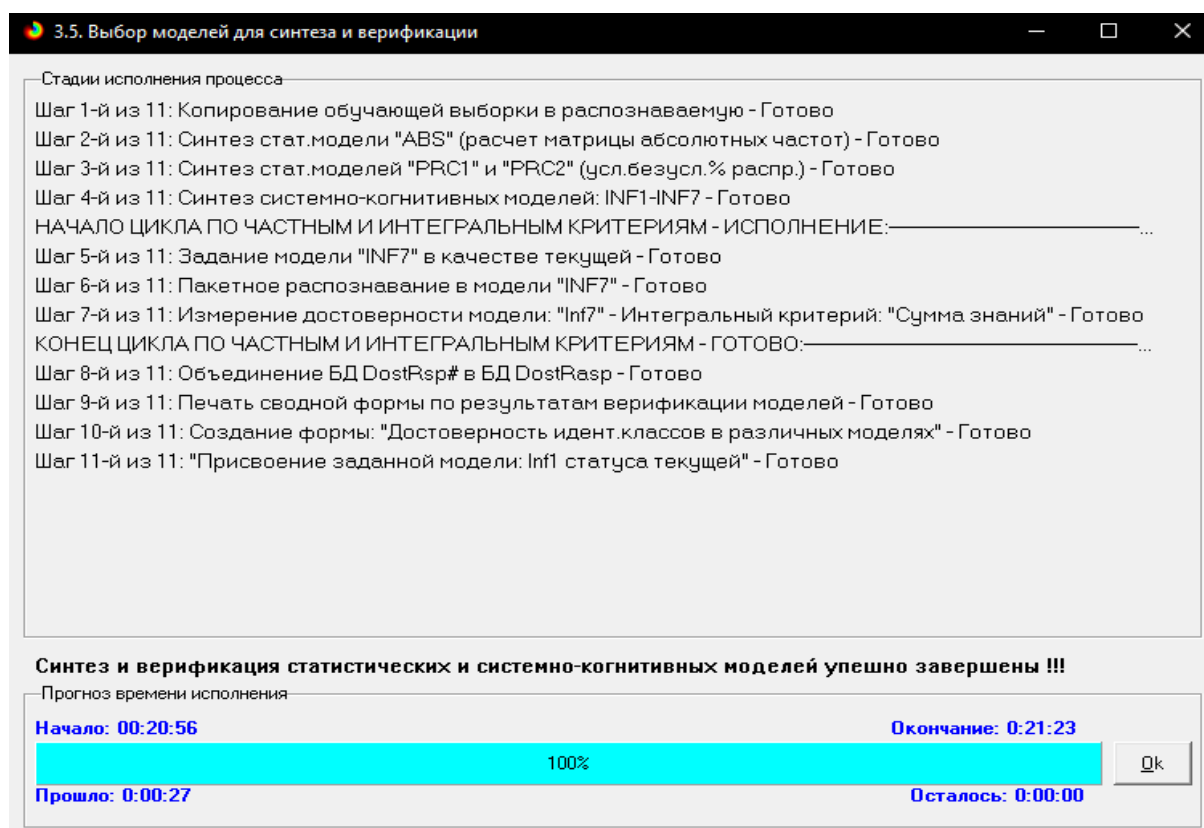 3.5. Выбор моделей для синтеза и верификации
Стадии исполнения процесса
Шаг 1-й из 11: Копирование обучающей выборки в распознаваемую - Готово
Шаг 2-й из 11: Синтез стат.модели "ABS" (расчет матрицы абсолютных частот) - Готово
Шаг 3-й из 11: Синтез стат.моделей "PRC1" и "PRC2" (усл.безусл.% распр.) - Готово
Шаг 4-й из 11: Синтез системно-когнитивных моделей: INF1-INF7 - Готово
НАЧАЛО ЦИКЛА ПО ЧАСТНЫМ И ИНТЕГРАЛЬНЫМ КРИТЕРИЯМ - ИСПОЛНЕНИЕ:────────────...
Шаг 5-й из 11: Задание модели "INF7" в качестве текущей - Готово
Шаг 6-й из 11: Пакетное распознавание в модели "INF7" - Готово
Шаг 7-й из 11: Измерение достоверности модели: "Inf7" - Интегральный критерий: "Сумма знаний" - Готово
КОНЕЦ ЦИКЛА ПО ЧАСТНЫМ И ИНТЕГРАЛЬНЫМ КРИТЕРИЯМ - ГОТОВО:────────────...
Шаг 8-й из 11: Объединение БД DostRsp# в БД DostRasp - Готово
Шаг 9-й из 11: Печать сводной формы по результатам верификации моделей - Готово
Шаг 10-й из 11: Создание формы: "Достоверность идент.классов в различных моделях" - Готово
Шаг 11-й из 11: "Присвоение заданной модели: Inf1 статуса текущей" - Готово
Синтез и верификация статистических и системно-когнитивных моделей упешно завершены !!!
Прогноз времени исполнения
Начало: 00:20:56 Окончание: 0:21:23
100% Ok
Прошло: 0:00:27 Осталось: 0:00:00